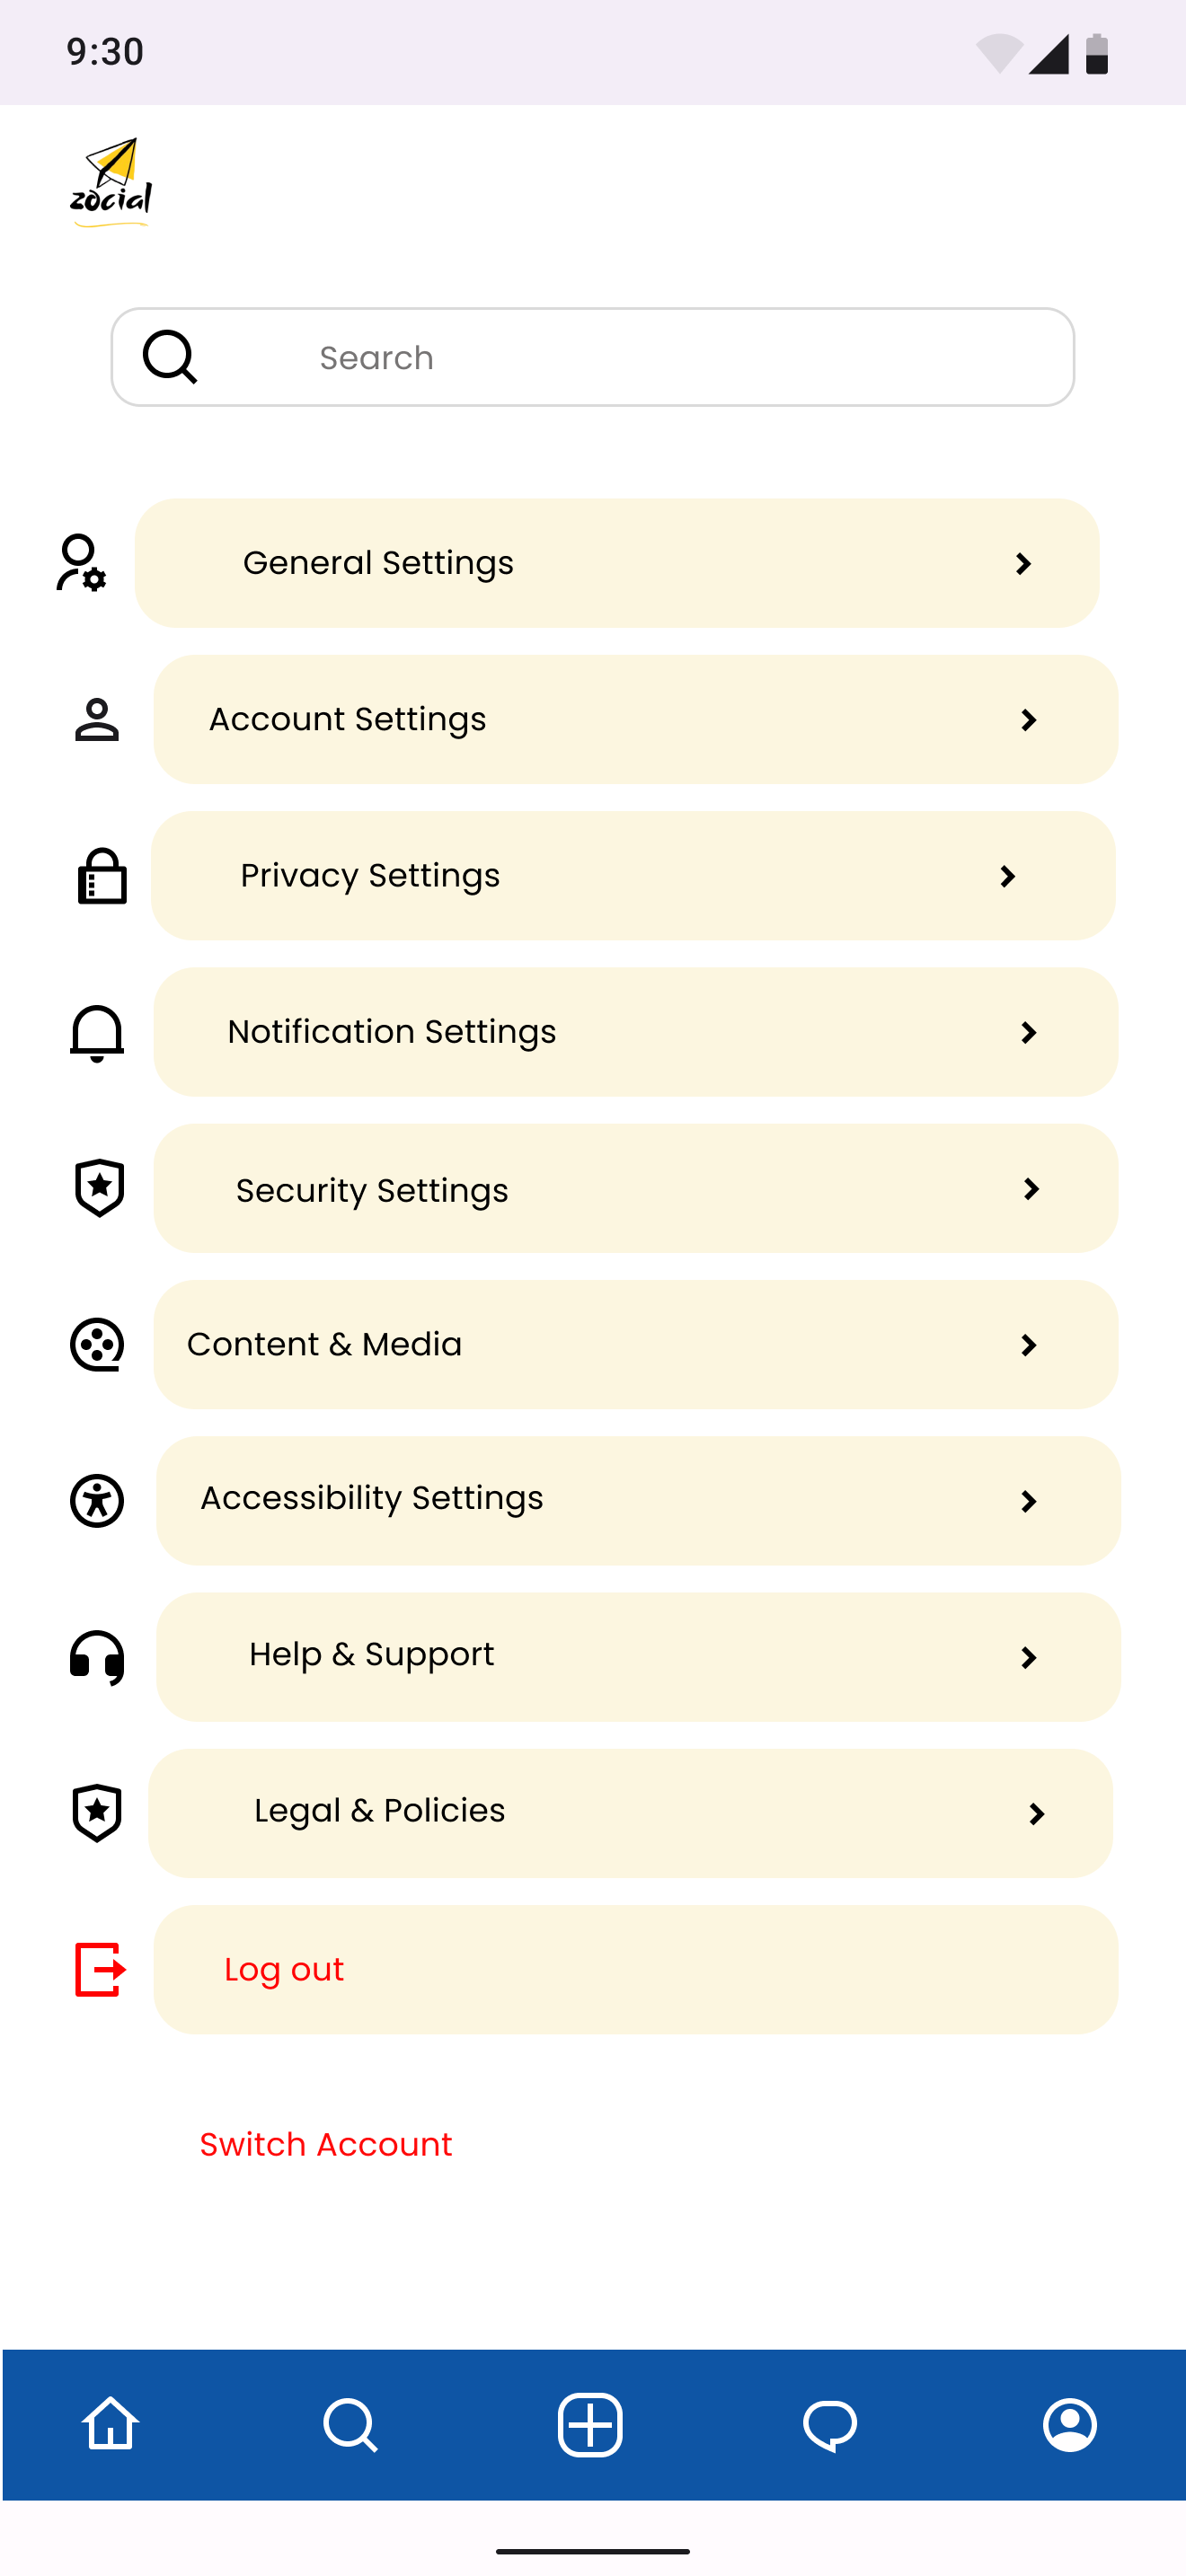 9:30
zocial
Search
General Settings
Account Settings
Privacy Settings
Notification Settings
Security Settings
Content & Media
Accessibility Settings
Help & Support
Legal & Policies
Log out
Switch Account